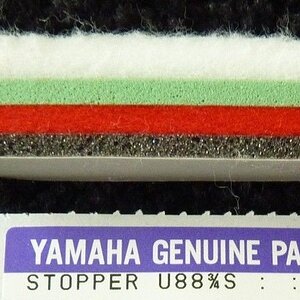 YAMAHA GENUINE PA
STOPPER U88¾S : :